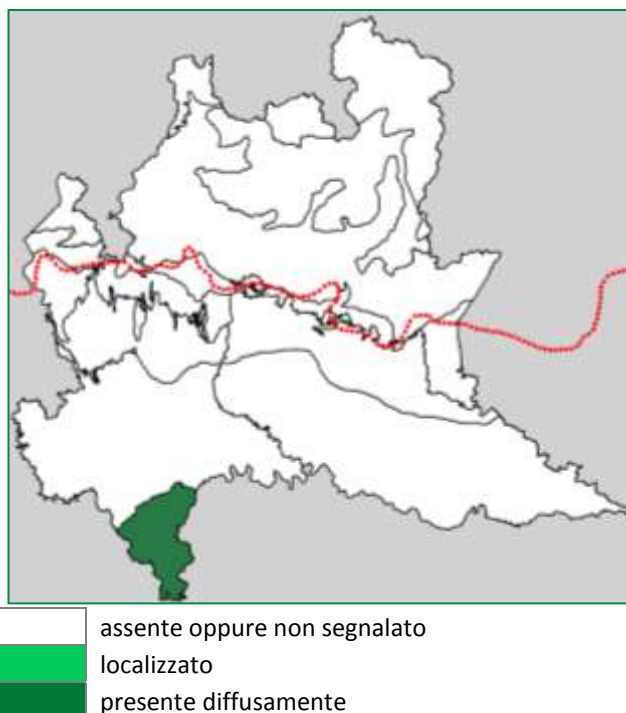 assente oppure non segnalato
localizzato
presente diffusamente